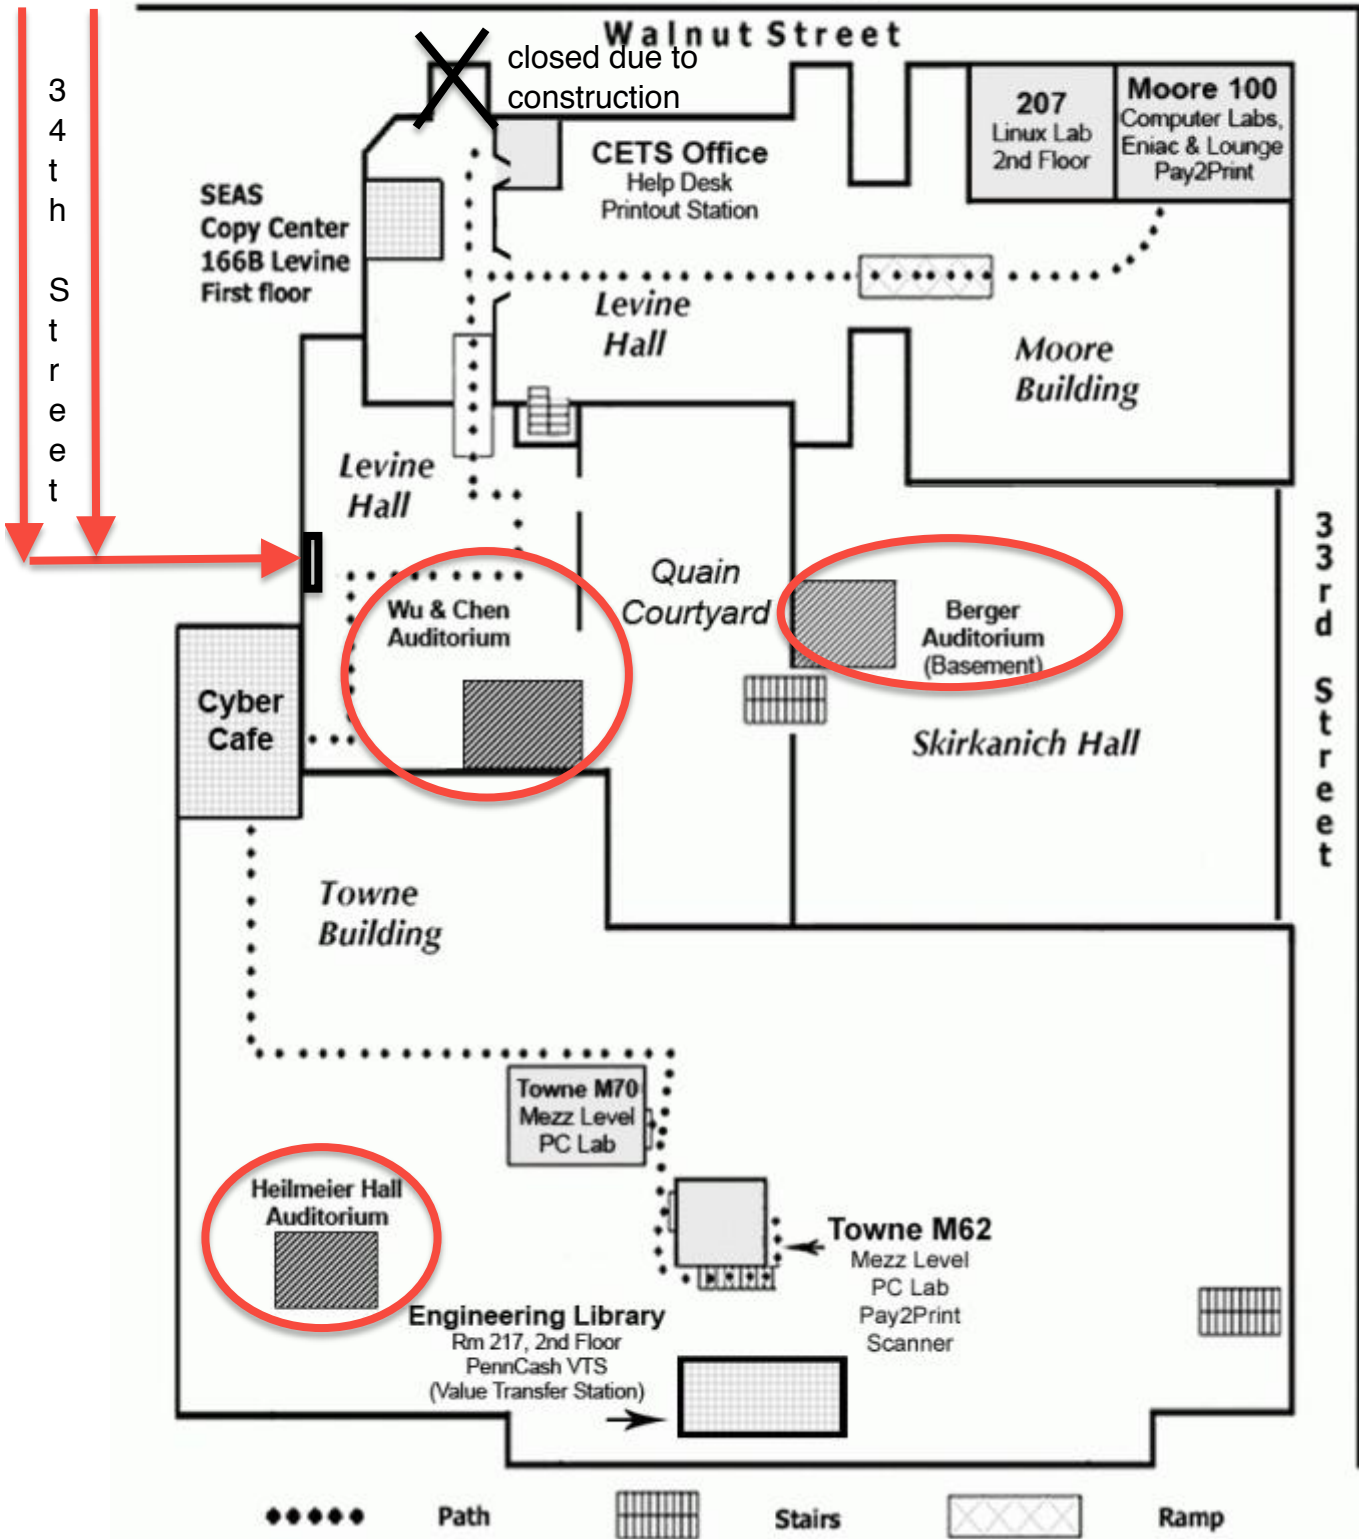 Walnut Street
closed due to
construction
34th Street
207
Linux Lab
2nd Floor
Moore 100
Computer Labs,
Eniac & Lounge
Pay2Print
CETS Office
Help Desk
Printout Station
SEAS
Copy Center
166B Levine
First floor
Levine
Hall
Moore
Building
Levine
Hall
33rd Street
Quain
Courtyard
Wu & Chen
Auditorium
Berger
Auditorium
(Basement)
Cyber
Cafe
Skirkanich Hall
Towne
Building
Towne M70
Mezz Level
PC Lab
Heilmeier Hall
Auditorium
Towne M62
Mezz Level
PC Lab
Pay2Print
Scanner
Engineering Library
Rm 217, 2nd Floor
PennCash VTS
(Value Transfer Station)
Path
Stairs
Ramp